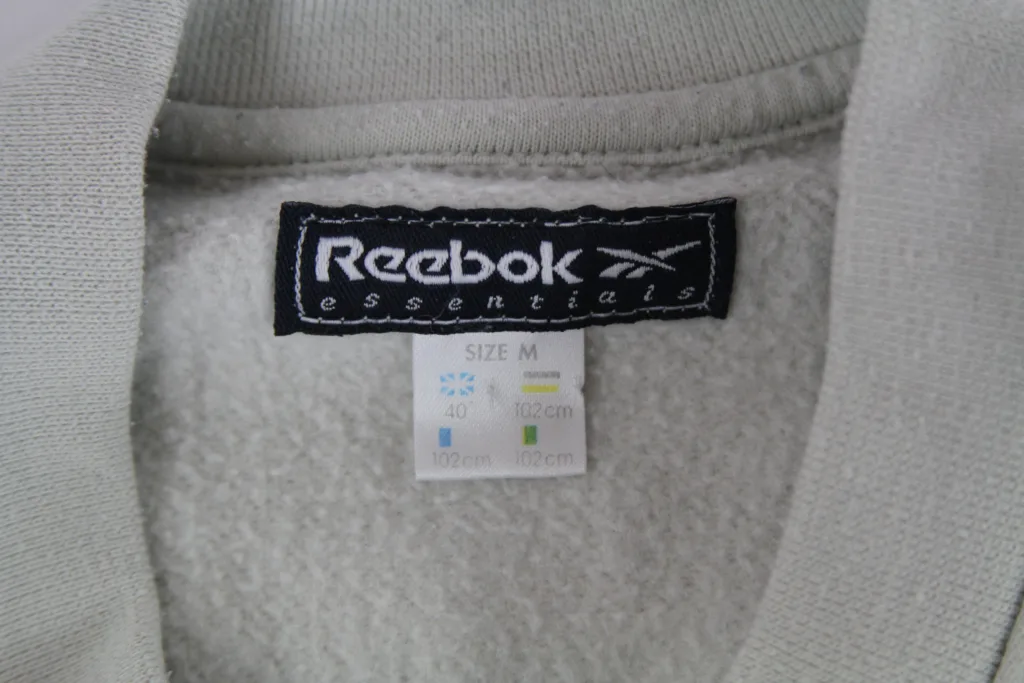 Reebok
essentials
SIZE M
40" 102cm
102cm 102cm